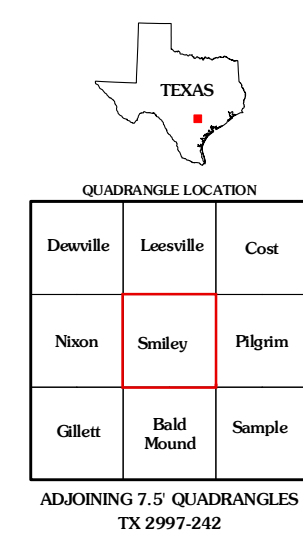 TEXAS
QUADRANGLE LOCATION
Dewville Leesville Cost
Nixon Smiley Pilgrim
Gillett Bald Mound Sample
ADJOINING 7.5' QUADRANGLES
TX 2997-242